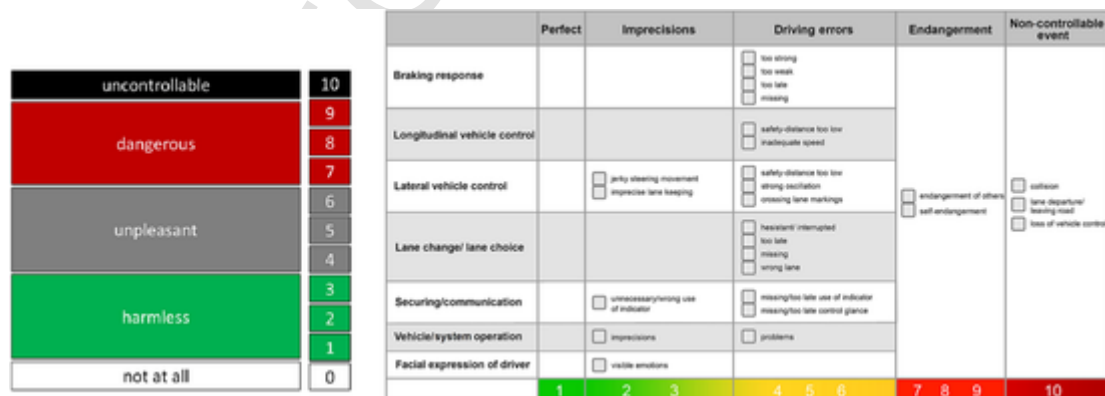 uncontrollable 10
9
dangerous 8
7
6
unpleasant 5
4
3
harmless 2
1
not at all 0
Perfect Imprecisions Driving errors Endangerment Non-controllable
event
Braking response
too strong
too weak
too late
missing
Longitudinal vehicle control
safety-distance too low
inadequate speed
Lateral vehicle control
jerky steering movement
imprecise lane keeping
safety-distance too low
strong oscillation
crossing lane markings
Lane change/ lane choice
hesistant/ interrupted
too late
missing
wrong lane
Securing/communication
unnecessary/wrong use
of indicator
missing/too late use of indicator
missing/too late control glance
Vehicle/system operation
imprecisions
problems
Facial expression of driver
visible emotions
endangerment of others
self-endangerment
collision
lane departure/
leaving road
loss of vehicle control
1 2 3 4 5 6 7 8 9 10